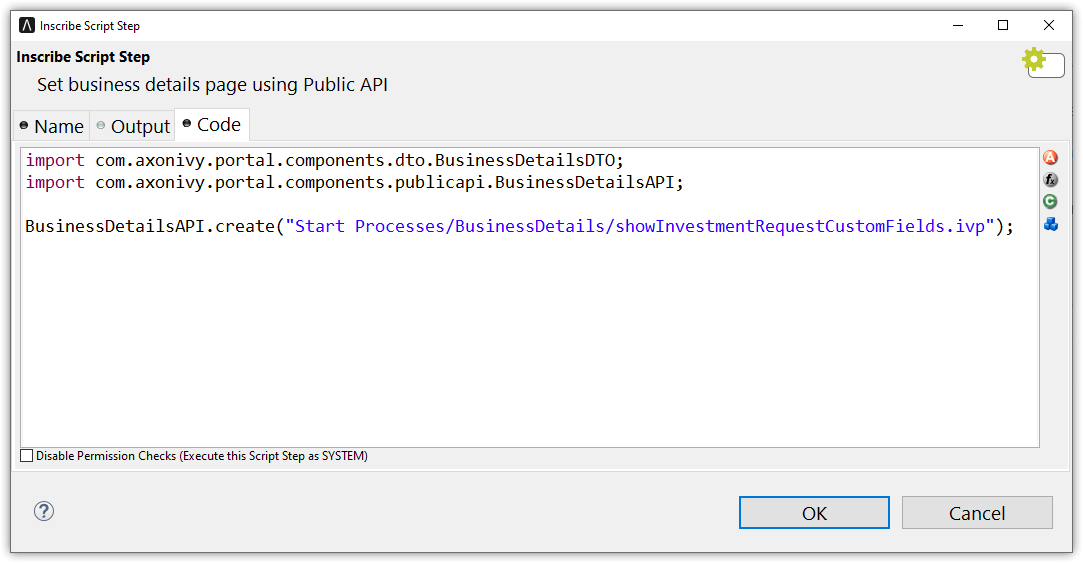 Inscribe Script Step
Inscribe Script Step
Set business details page using Public API
Name Output Code
import com.axonivy.portal.components.dto.BusinessDetailsDTO;
import com.axonivy.portal.components.publicapi.BusinessDetailsAPI;
BusinessDetailsAPI.create("Start Processes/BusinessDetails/showInvestmentRequestCustomFields.ivp");
A
fx
C
Disable Permission Checks (Execute this Script Step as SYSTEM)
?
OK Cancel